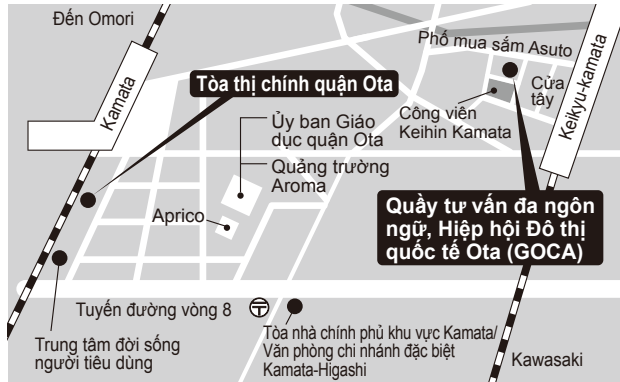 Đến Omori
Kamata
Tòa thị chính quận Ota
Phố mua sắm Asuto
Cửa
tây
Công viên
Keihin Kamata
Keikyu-kamata
Ủy ban Giáo
dục quận Ota
Quảng trường
Aroma
Aprico
Quầy tư vấn đa ngôn
ngữ, Hiệp hội Đô thị
quốc tế Ota (GOCA)
Tuyến đường vòng 8
〶
Trung tâm đời sống
người tiêu dùng
Tòa nhà chính phủ khu vực Kamata/
Văn phòng chi nhánh đặc biệt
Kamata-Higashi
Kawasaki